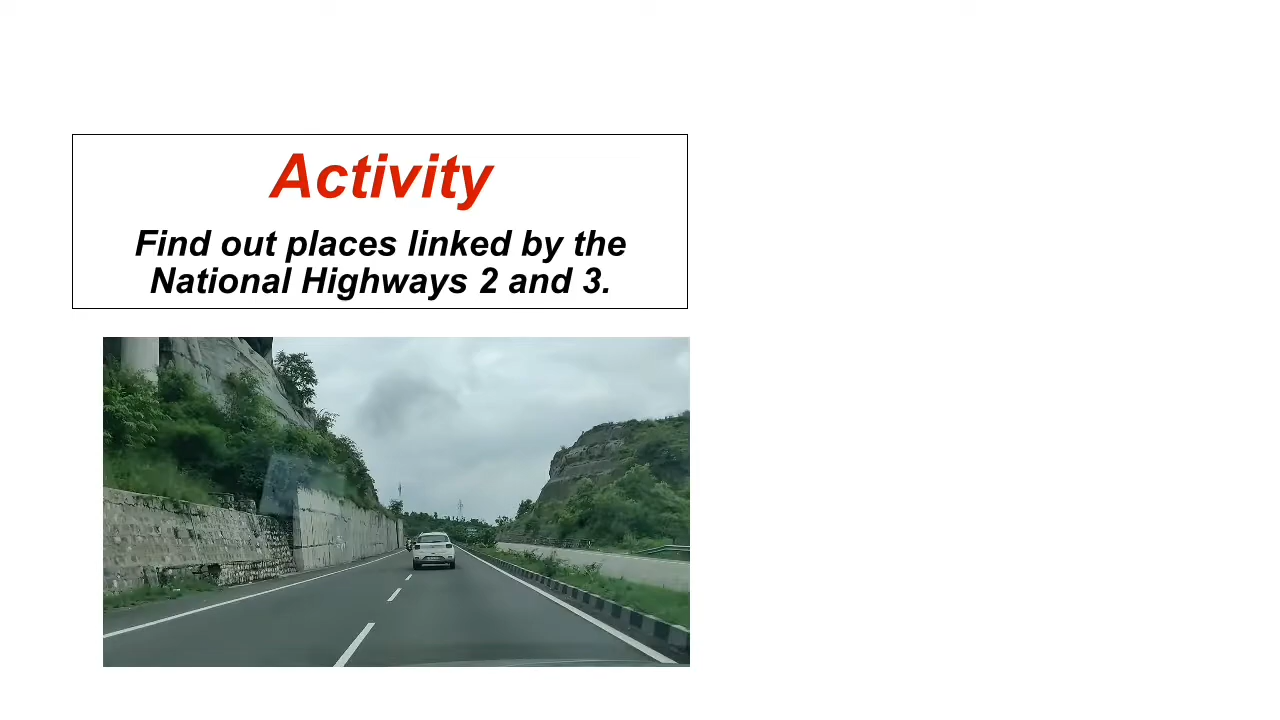 Activity
Find out places linked by the
National Highways 2 and 3.